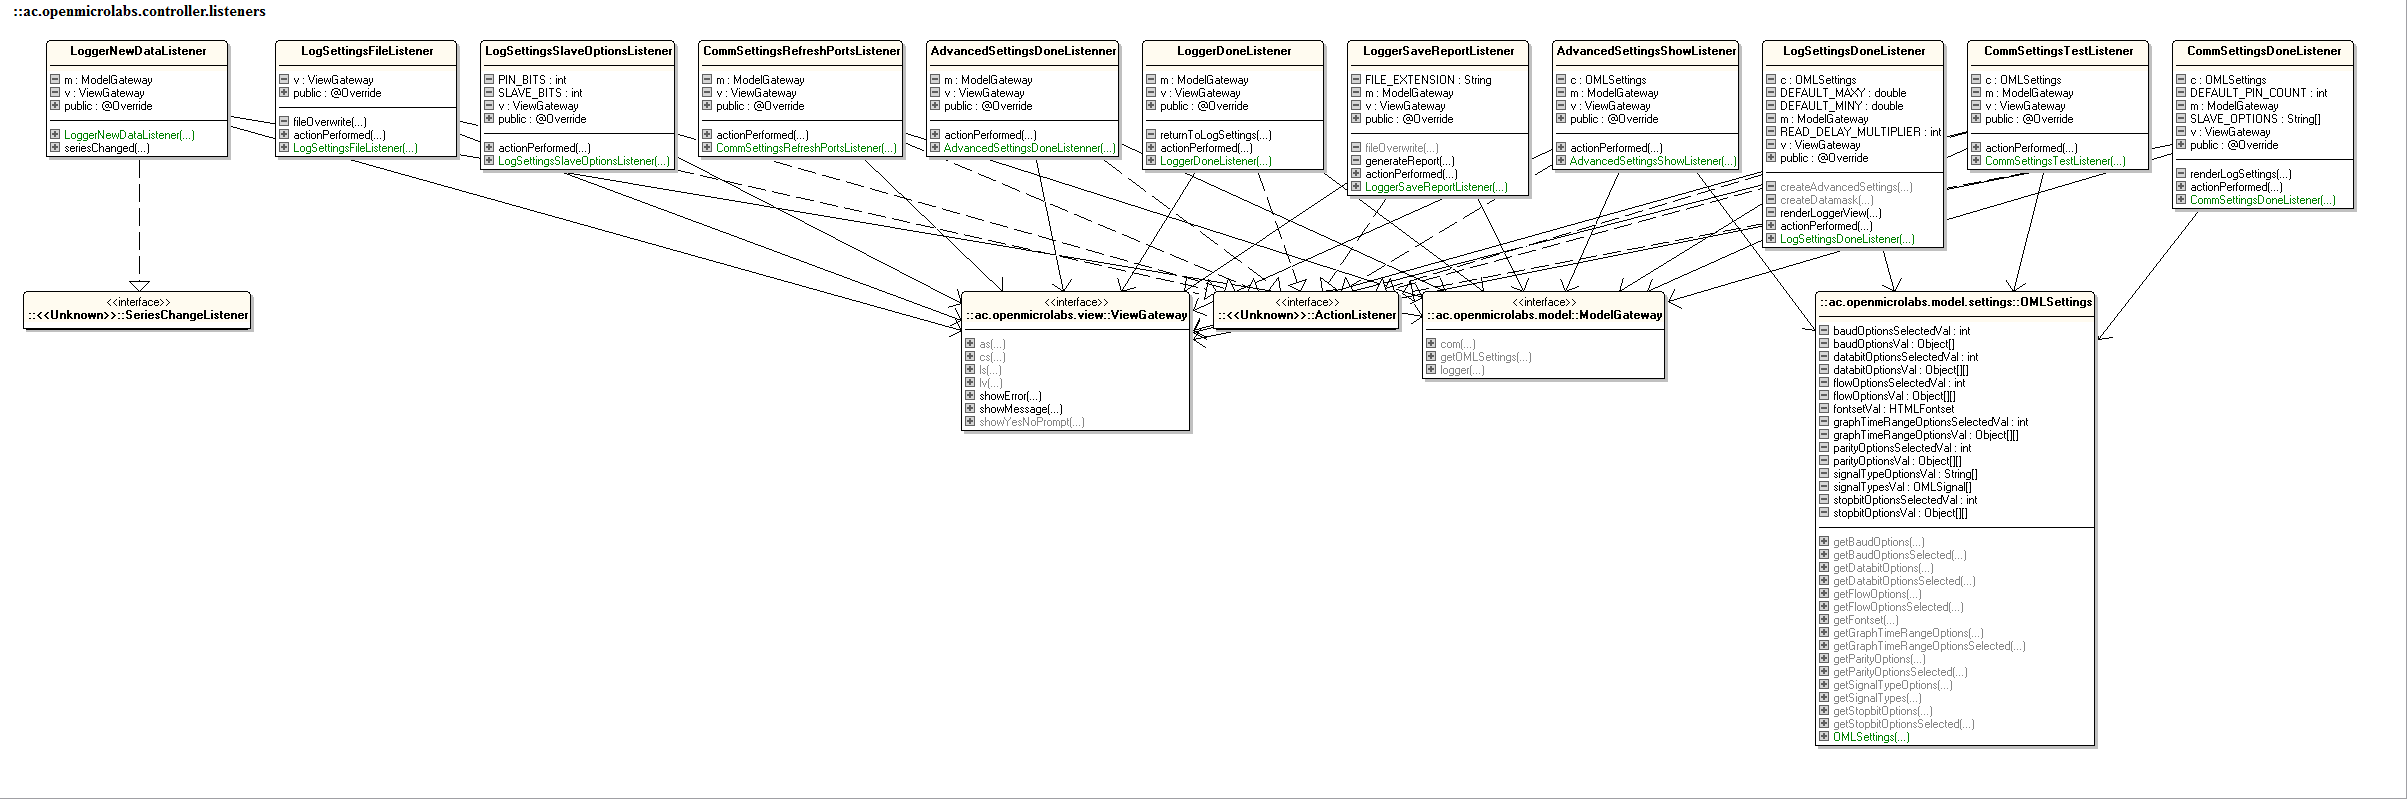 ::ac.openmicrolabs.controller.listeners
LoggerNewDataListener
m : ModelGateway
v : ViewGateway
public : @Override
LoggerNewDataListener(...)
seriesChanged(...)
LogSettingsFileListener
v : ViewGateway
public : @Override
fileOverwrite(...)
actionPerformed(...)
LogSettingsFileListener(...)
LogSettingsSlaveOptionsListener
PIN_BITS : int
SLAVE_BITS : int
v : ViewGateway
public : @Override
actionPerformed(...)
LogSettingsSlaveOptionsListener(...)
CommSettingsRefreshPortsListener
m : ModelGateway
v : ViewGateway
public : @Override
actionPerformed(...)
CommSettingsRefreshPortsListener(...)
AdvancedSettingsDoneListenner
m : ModelGateway
v : ViewGateway
public : @Override
actionPerformed(...)
AdvancedSettingsDoneListenner(...)
LoggerDoneListener
m : ModelGateway
v : ViewGateway
public : @Override
returnToLogSettings(...)
actionPerformed(...)
LoggerDoneListener(...)
LoggerSaveReportListener
FILE_EXTENSION : String
m : ModelGateway
v : ViewGateway
public : @Override
fileOverwrite(...)
generateReport(...)
actionPerformed(...)
LoggerSaveReportListener(...)
AdvancedSettingsShowListener
c : OMLSettings
m : ModelGateway
v : ViewGateway
public : @Override
actionPerformed(...)
AdvancedSettingsShowListener(...)
LogSettingsDoneListener
c : OMLSettings
DEFAULT_MAXY : double
DEFAULT_MINY : double
m : ModelGateway
READ_DELAY_MULTIPLIER : int
v : ViewGateway
public : @Override
createAdvancedSettings(...)
createDatamask(...)
renderLoggerView(...)
actionPerformed(...)
LogSettingsDoneListener(...)
CommSettingsTestListener
c : OMLSettings
m : ModelGateway
v : ViewGateway
public : @Override
actionPerformed(...)
CommSettingsTestListener(...)
CommSettingsDoneListener
c : OMLSettings
DEFAULT_PIN_COUNT : int
m : ModelGateway
SLAVE_OPTIONS : String[]
v : ViewGateway
public : @Override
renderLogSettings(...)
actionPerformed(...)
CommSettingsDoneListener(...)
<<interface>>
::<<Unknown>>::SeriesChangeListener
<<interface>>
::ac.openmicrolabs.view::ViewGateway
as(...)
cs(...)
ls(...)
lv(...)
showError(...)
showMessage(...)
showYesNoPrompt(...)
<<interface>>
::<<Unknown>>::ActionListener
<<interface>>
::ac.openmicrolabs.model::ModelGateway
com(...)
getOMLSettings(...)
logger(...)
::ac.openmicrolabs.model.settings::OMLSettings
baudOptionsSelectedVal : int
baudOptionsVal : Object[]
databitOptionsSelectedVal : int
databitOptionsVal : Object[][]
flowOptionsSelectedVal : int
flowOptionsVal : Object[][]
fontsetVal : HTMLFontset
graphTimeRangeOptionsSelectedVal : int
graphTimeRangeOptionsVal : Object[][]
parityOptionsSelectedVal : int
parityOptionsVal : Object[][]
signalTypeOptionsVal : String[]
signalTypesVal : OMLSignal[]
stopbitOptionsSelectedVal : int
stopbitOptionsVal : Object[][]
getBaudOptions(...)
getBaudOptionsSelected(...)
getDatabitOptions(...)
getDatabitOptionsSelected(...)
getFlowOptions(...)
getFlowOptionsSelected(...)
getFontset(...)
getGraphTimeRangeOptions(...)
getGraphTimeRangeOptionsSelected(...)
getParityOptions(...)
getParityOptionsSelected(...)
getSignalTypeOptions(...)
getSignalTypes(...)
getStopbitOptions(...)
getStopbitOptionsSelected(...)
OMLSettings(...)